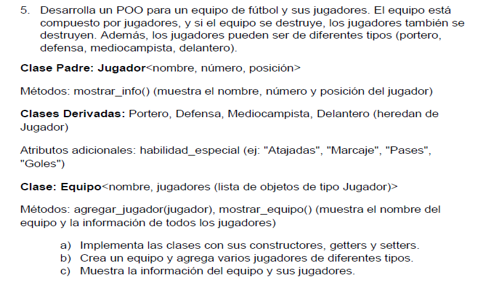 5. Desarrolla un POO para un equipo de fútbol y sus jugadores. El equipo está
compuesto por jugadores, y si el equipo se destruye, los jugadores también se
destruyen. Además, los jugadores pueden ser de diferentes tipos (portero,
defensa, mediocampista, delantero).
Clase Padre: Jugador<nombre, número, posición>
Métodos: mostrar_info() (muestra el nombre, número y posición del jugador)
Clases Derivadas: Portero, Defensa, Mediocampista, Delantero (heredan de
Jugador)
Atributos adicionales: habilidad_especial (ej: "Atajadas", "Marcaje", "Pases",
"Goles")
Clase: Equipo<nombre, jugadores (lista de objetos de tipo Jugador)>
Métodos: agregar_jugador(jugador), mostrar_equipo() (muestra el nombre del
equipo y la información de todos los jugadores)
a) Implementa las clases con sus constructores, getters y setters.
b) Crea un equipo y agrega varios jugadores de diferentes tipos.
c) Muestra la información del equipo y sus jugadores.